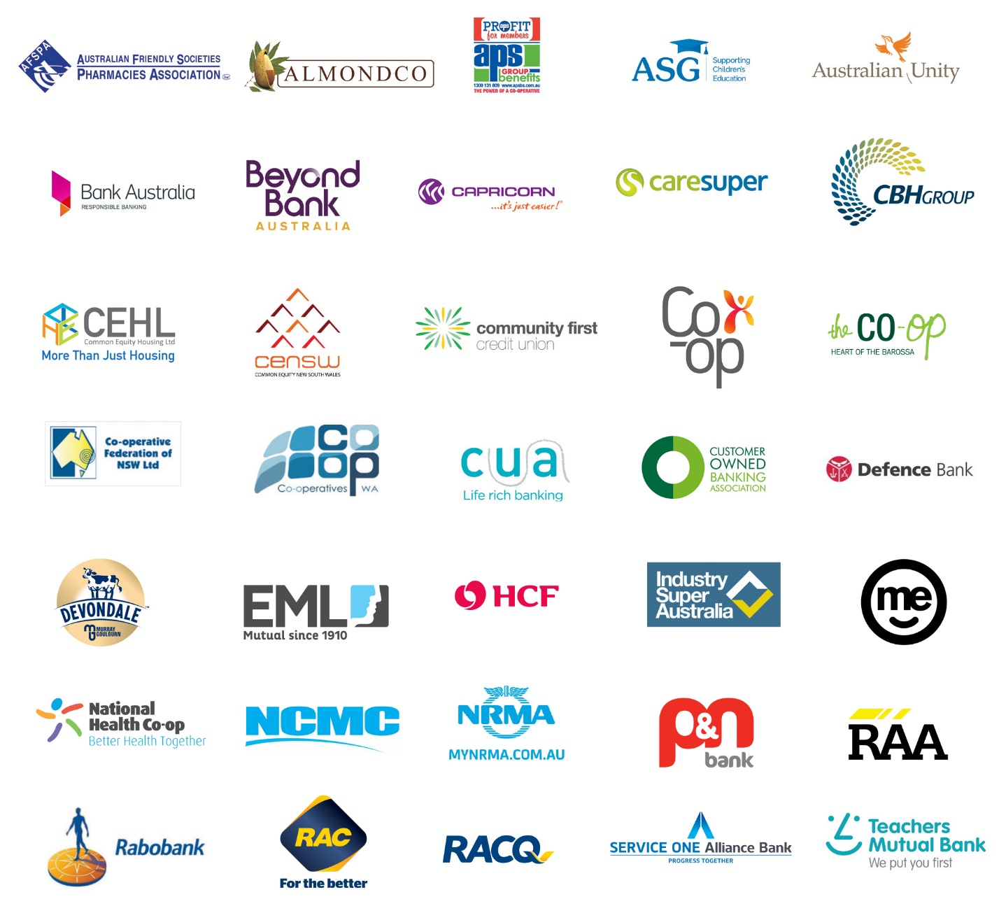 AFSPA
AUSTRALIAN FRIENDLY SOCIETIES
PHARMACIES ASSOCIATION
ALMONDCO
PROFIT
aps
for members
aps
GROUP
benefits
1300 131 809 www.apsbs.com.au
THE POWER OF A CO-OPERATIVE
ASG
Supporting
Children's
Education
Australian Unity
Bank Australia
RESPONSIBLE BANKING
Beyond
Bank
AUSTRALIA
CAPRICORN
...it's just easier!®
caresuper
CBHGROUP
CEHL
Common Equity Housing Ltd
More Than Just Housing
censw
COMMON EQUITY NEW SOUTH WALES
community first
credit union
Co
-op
the CO-op
HEART OF THE BAROSSA
Co-operative
Federation of
NSW Ltd
CO
OP
Co-operatives WA
cua
Life rich banking
CUSTOMER
OWNED
BANKING
ASSOCIATION
Defence Bank
DEVONDALE™
MURRAY
GOULBURN
EML
Mutual since 1910
HCF
Industry
Super
Australia
me
National
Health Co-op
Better Health Together
NCMC
NRMA
MYNRMA.COM.AU
p&n
bank
RAA
Rabobank
RAC
For the better
RACQ
SERVICE ONE Alliance Bank
PROGRESS TOGETHER
Teachers
Mutual Bank
We put you first